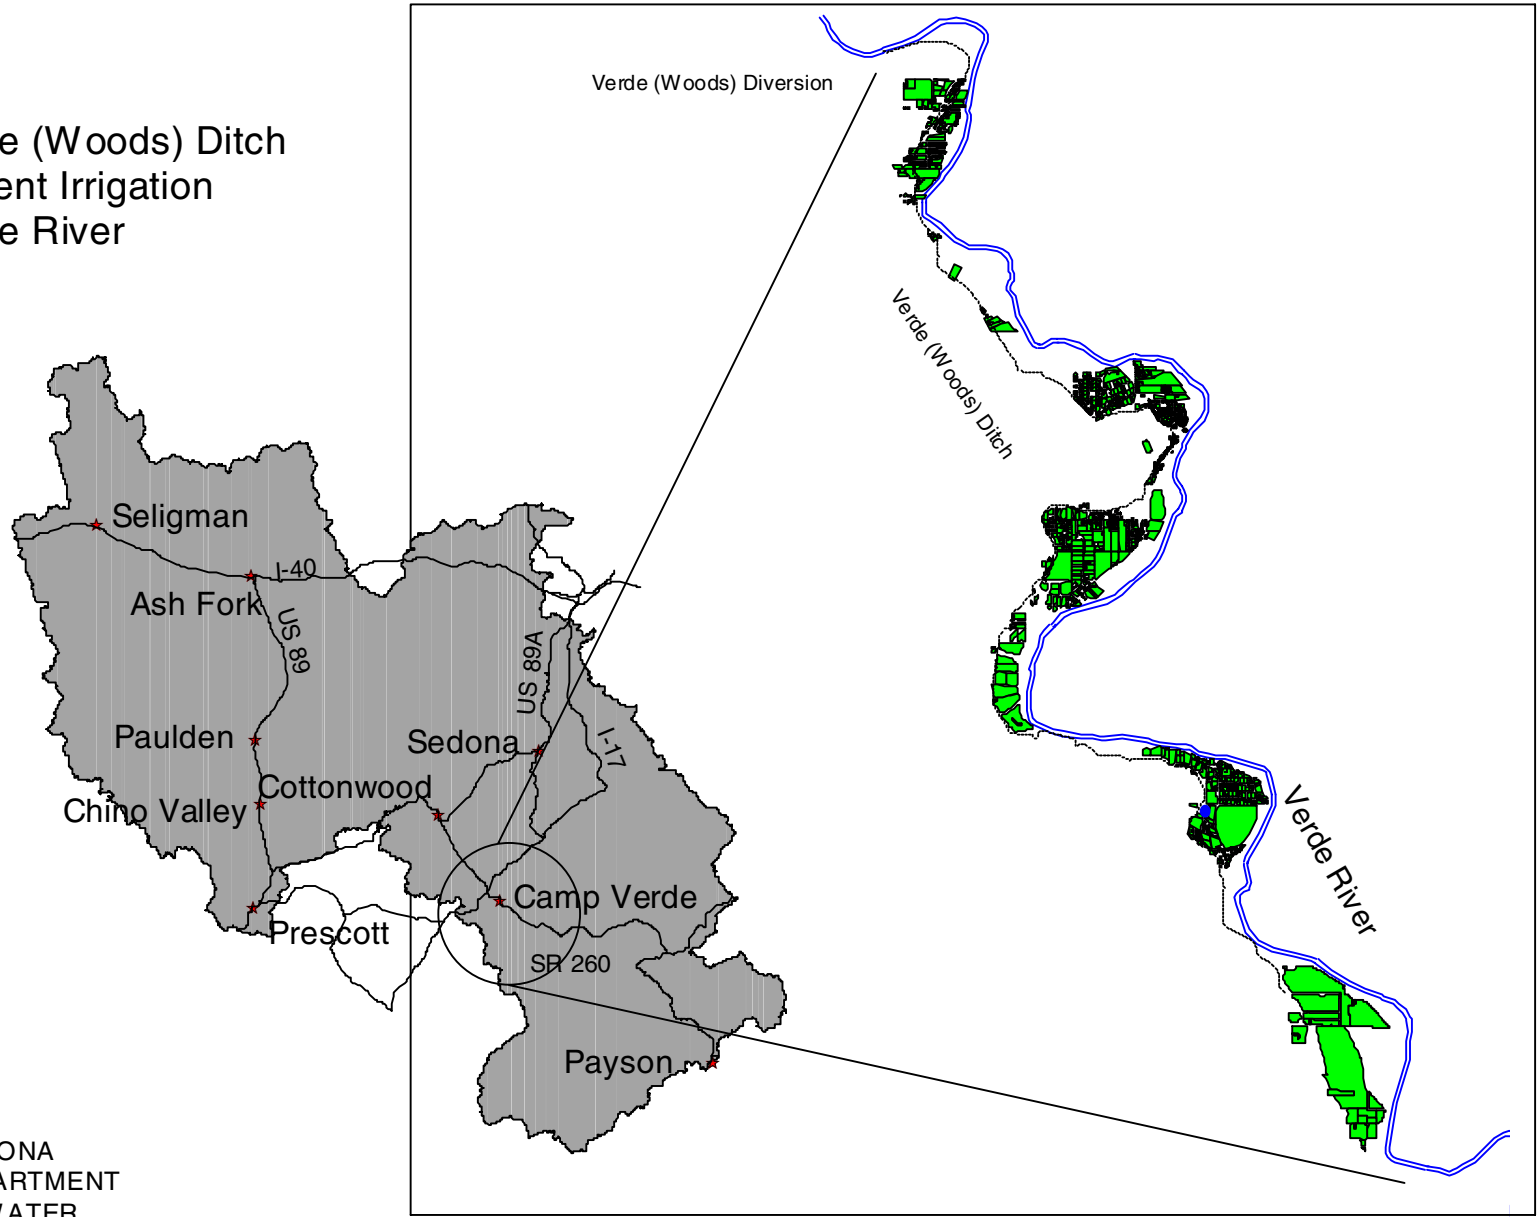 Verde (Woods) Diversion
e (Woods) Ditch
ent Irrigation
e River
Verde (Woods) Ditch
Seligman
I-40
Ash Fork
US 89
US 89A
Paulden
Sedona
I-17
Cottonwood
Chino Valley
Verde River
Camp Verde
Prescott
SR 260
Payson
ONA
ARTMENT
WATER